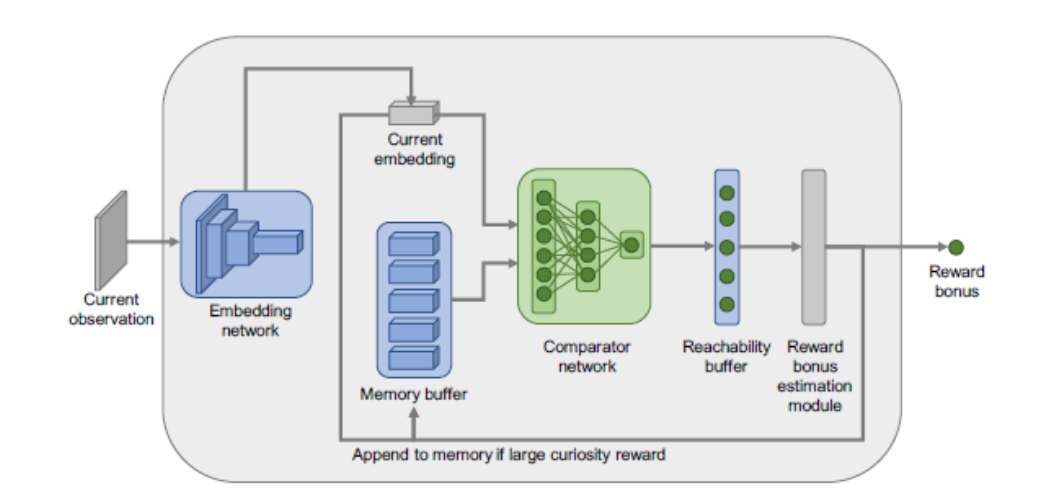 Current
embedding
Current
observation
Embedding
network
Memory buffer
Comparator
network
Reachability
buffer
Reward
bonus
estimation
module
Reward
bonus
Append to memory if large curiosity reward